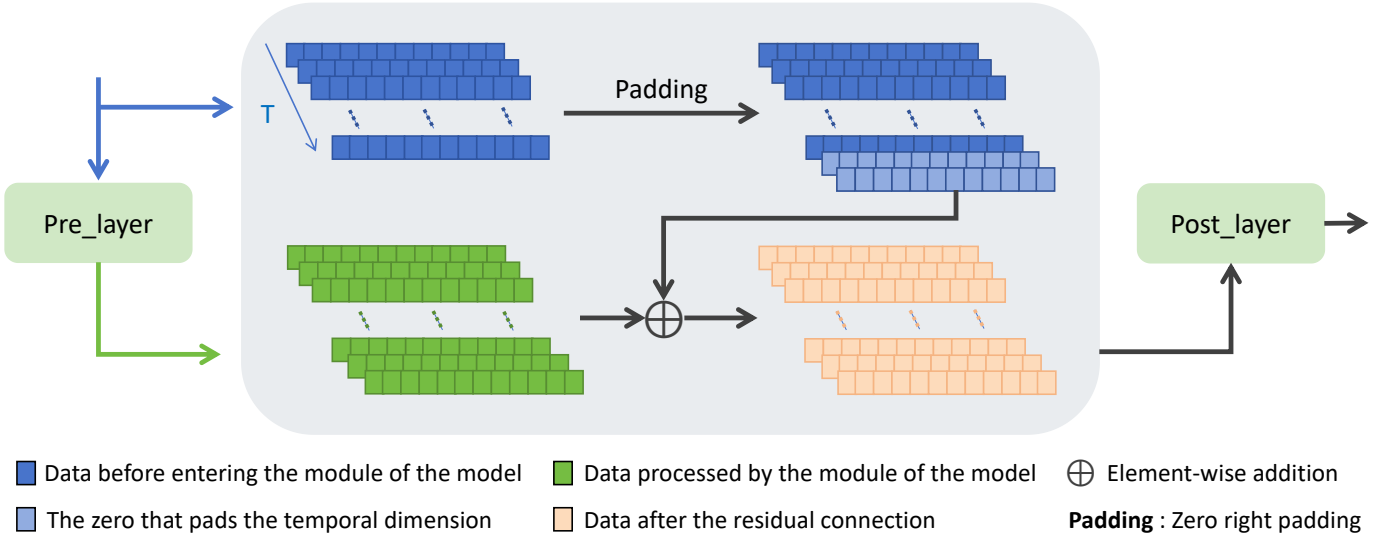 T
Padding
Pre_layer
Post_layer
Data before entering the module of the model
Data processed by the module of the model
Element-wise addition
The zero that pads the temporal dimension
Data after the residual connection
Padding : Zero right padding